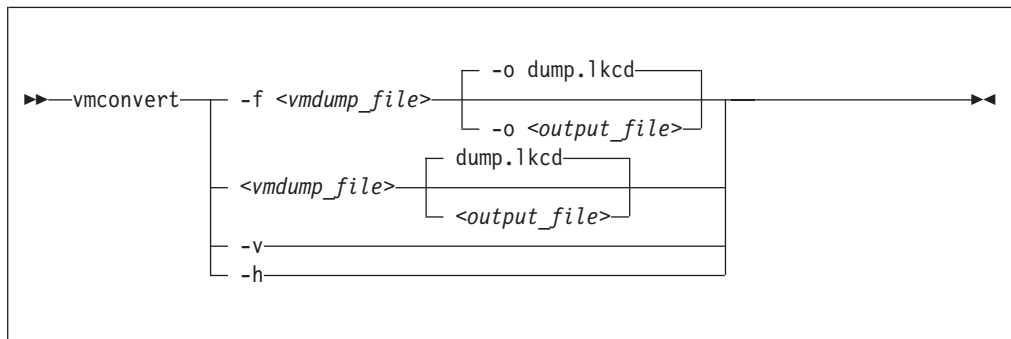 -o dump.lkcd
vmconvert -f <vmdump_file>
-o <output_file>
dump.lkcd
<vmdump_file>
<output_file>
-v
-h